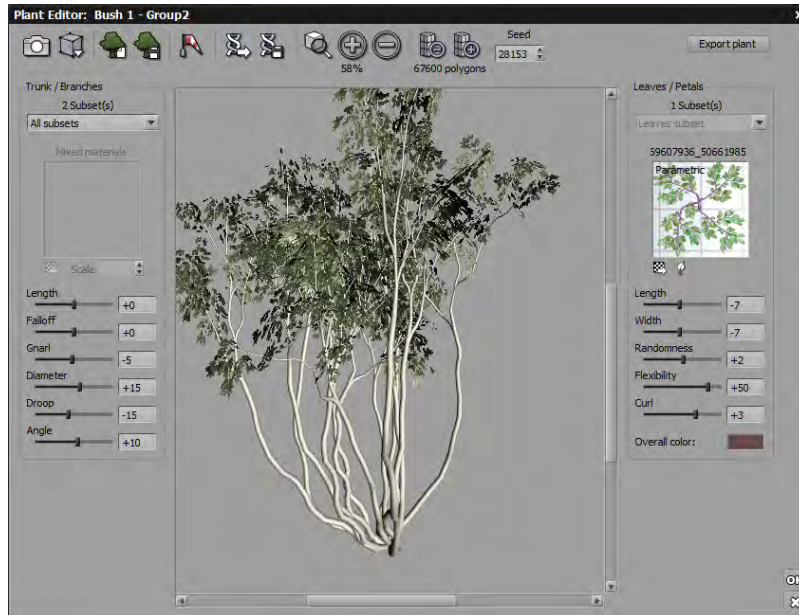 Plant Editor: Bush 1 - Group2
Seed
28153
58%
67600 polygons
Export plant
Trunk / Branches
2 Subset(s)
All subsets
Mixed materials
Scale
Length
+0
Falloff
+0
Gnarl
-5
Diameter
+15
Droop
-15
Angle
+10
Leaves / Petals
1 Subset(s)
Leaves subset
59607936_50661985
Parametric
Length
-7
Width
-7
Randomness
+2
Flexibility
+50
Curl
+3
Overall color: